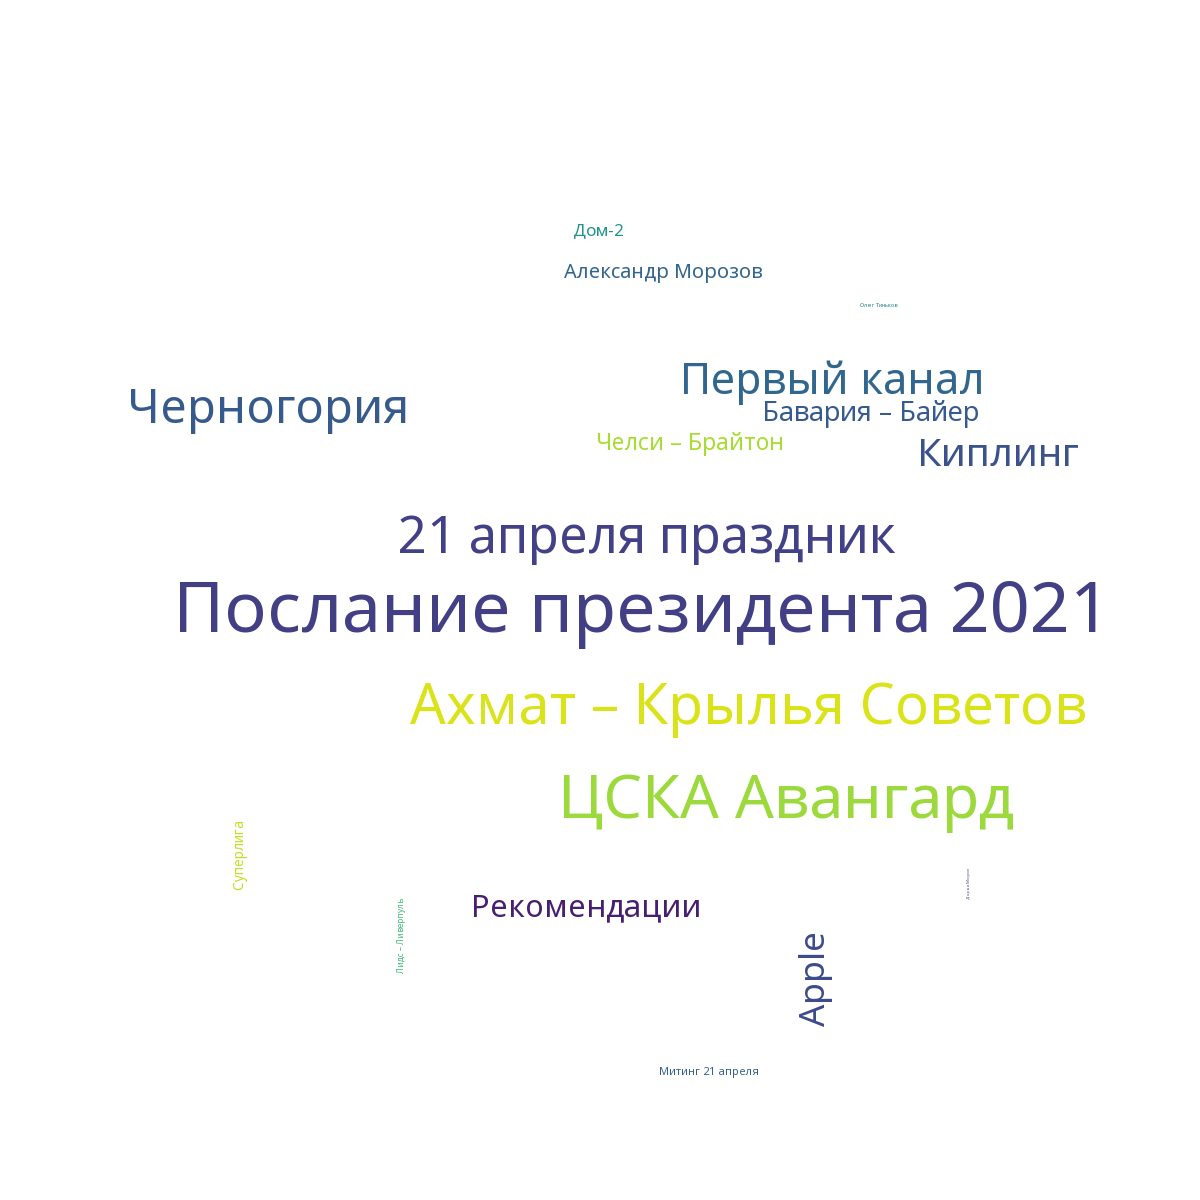 Дом-2
Александр Морозов
Олег Тиньков
Первый канал
Черногория
Бавария – Байер
Челси – Брайтон
Киплинг
21 апреля праздник
Послание президента 2021
Ахмат – Крылья Советов
ЦСКА Авангард
Суперлига
Рекомендации
Лидс – Ливерпуль
Apple
Митинг 21 апреля